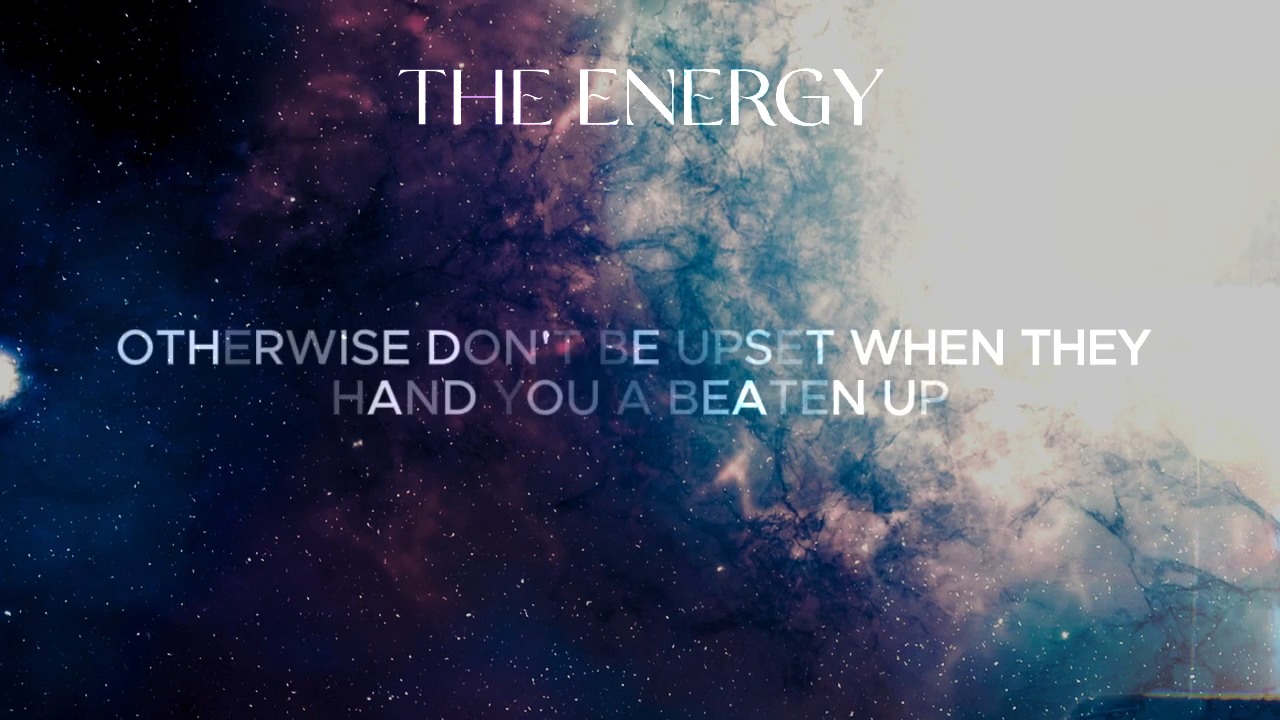 THE ENERGY
OTHERWISE DON'T BE UPSET WHEN THEY
HAND YOU A BEATEN UP